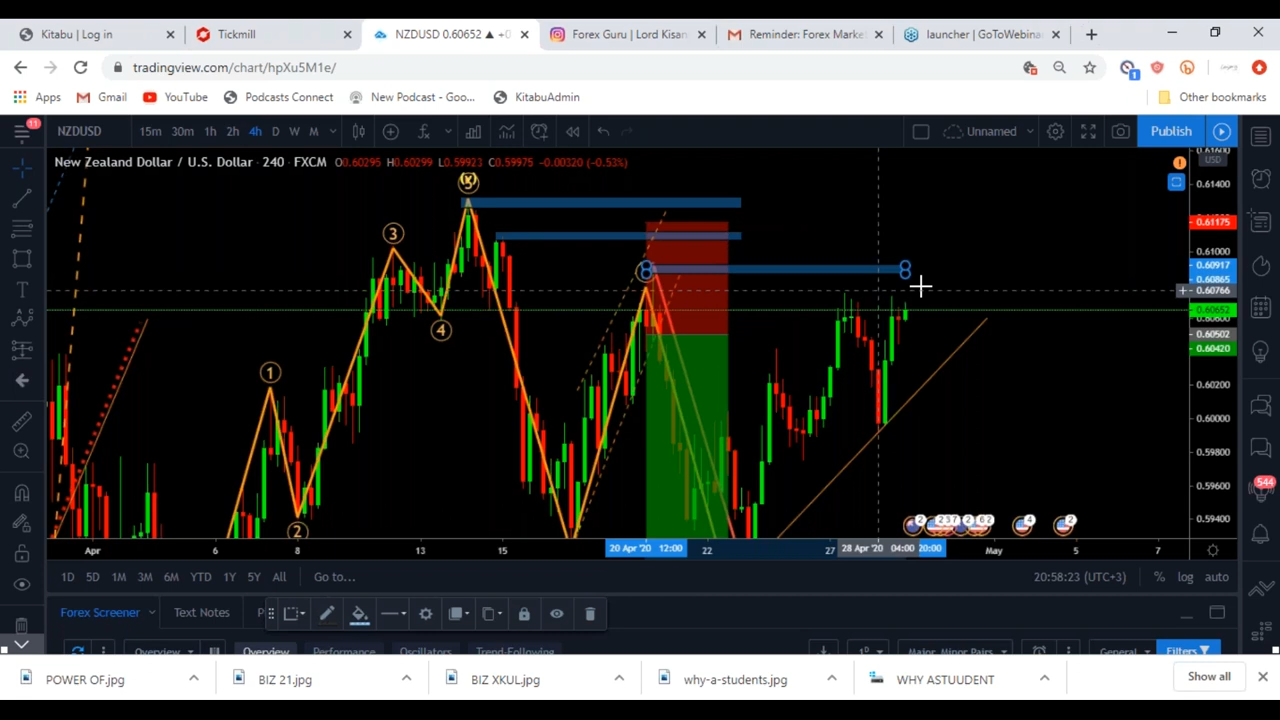 Kitabu | Log in
Tickmill
NZDUSD 0.60652 ▲ +0
Forex Guru | Lord Kisan
Reminder: Forex Marke
launcher | GoToWebina
tradingview.com/chart/hpXu5M1e/
Apps
Gmail
YouTube
Podcasts Connect
New Podcast - Goo...
KitabuAdmin
Other bookmarks
11
NZDUSD
15m 30m 1h 2h 4h D W M
Unnamed
Publish
New Zealand Dollar / U.S. Dollar · 240 · FXCM O0.60295 H0.60299 L0.59923 C0.59975 -0.00320 (-0.53%)
USD
0.61400
0.61175
0.61000
0.60917
0.60865
0.60766
0.60652
0.60502
0.60420
0.60200
0.60000
0.59800
0.59600
0.59400
5
3
4
1
2
544
Apr 6 8 13 15 20 Apr '20 12:00 22 27 28 Apr '20 04:00 20:00 May 5 7
1D 5D 1M 3M 6M YTD 1Y 5Y All Go to...
20:58:23 (UTC+3) % log auto
Forex Screener Text Notes P
Overview Overview Performance Oscillators Trend-Following
1D Major, Minor Pairs General Filters
POWER OF.jpg
BIZ 21.jpg
BIZ XKUL.jpg
why-a-students.jpg
WHY ASTUUDENT
Show all